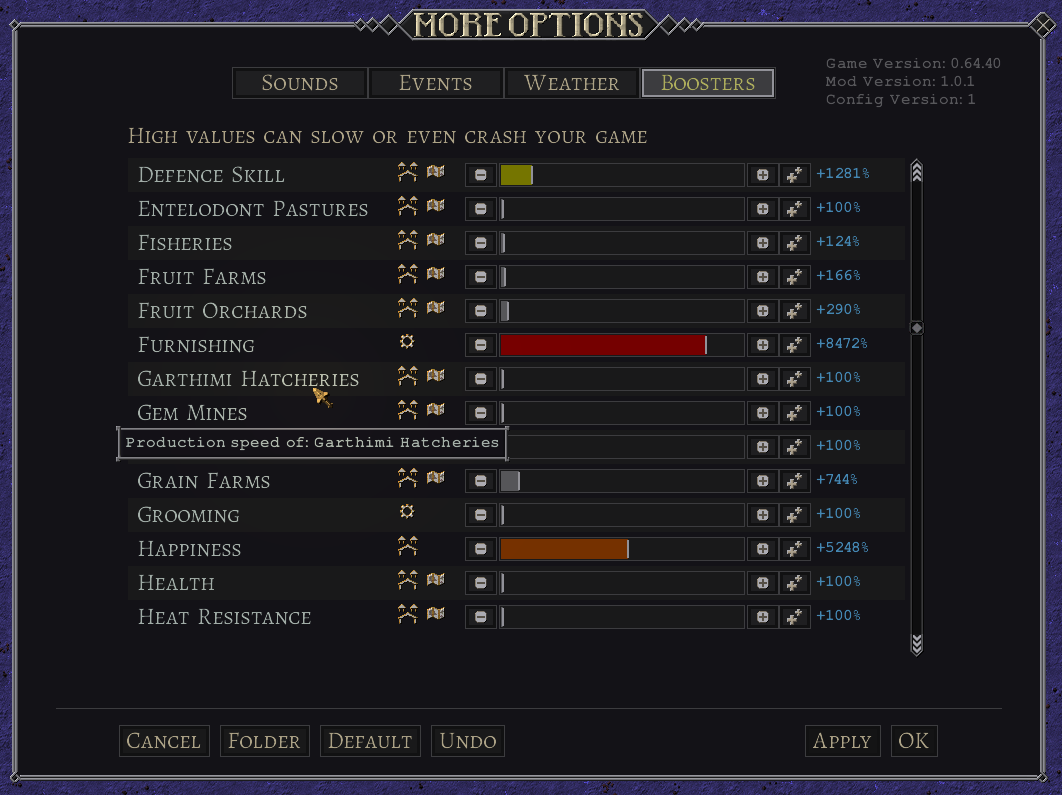 More Options
Sounds Events Weather Boosters
Game Version: 0.64.40
Mod Version: 1.0.1
Config Version: 1
High values can slow or even crash your game
Defence Skill +1281%
Entelodont Pastures +100%
Fisheries +124%
Fruit Farms +166%
Fruit Orchards +290%
Furnishing +8472%
Garthimi Hatcheries +100%
Gem Mines +100%
Production speed of: Garthimi Hatcheries +100%
Grain Farms +744%
Grooming +100%
Happiness +5248%
Health +100%
Heat Resistance +100%
Cancel Folder Default Undo Apply OK